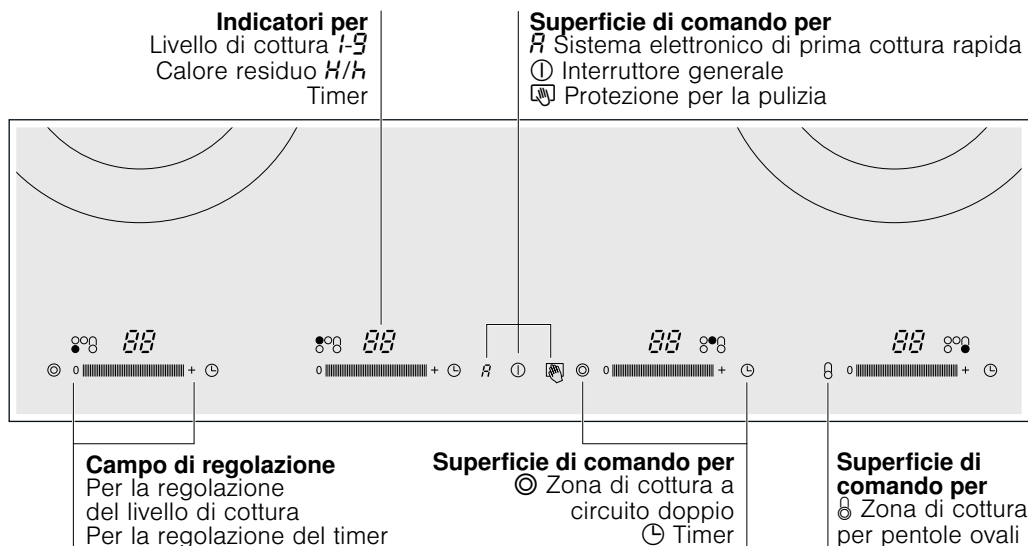 Indicatori per
Livello di cottura 1-9
Calore residuo H/h
Timer
Superficie di comando per
A Sistema elettronico di prima cottura rapida
Interruttore generale
Protezione per la pulizia
88
88
88
88
0 +
0 +
A
0 +
0 +
Campo di regolazione
Per la regolazione
del livello di cottura
Per la regolazione del timer
Superficie di comando per
Zona di cottura a
circuito doppio
Timer
Superficie di
comando per
Zona di cottura
per pentole ovali